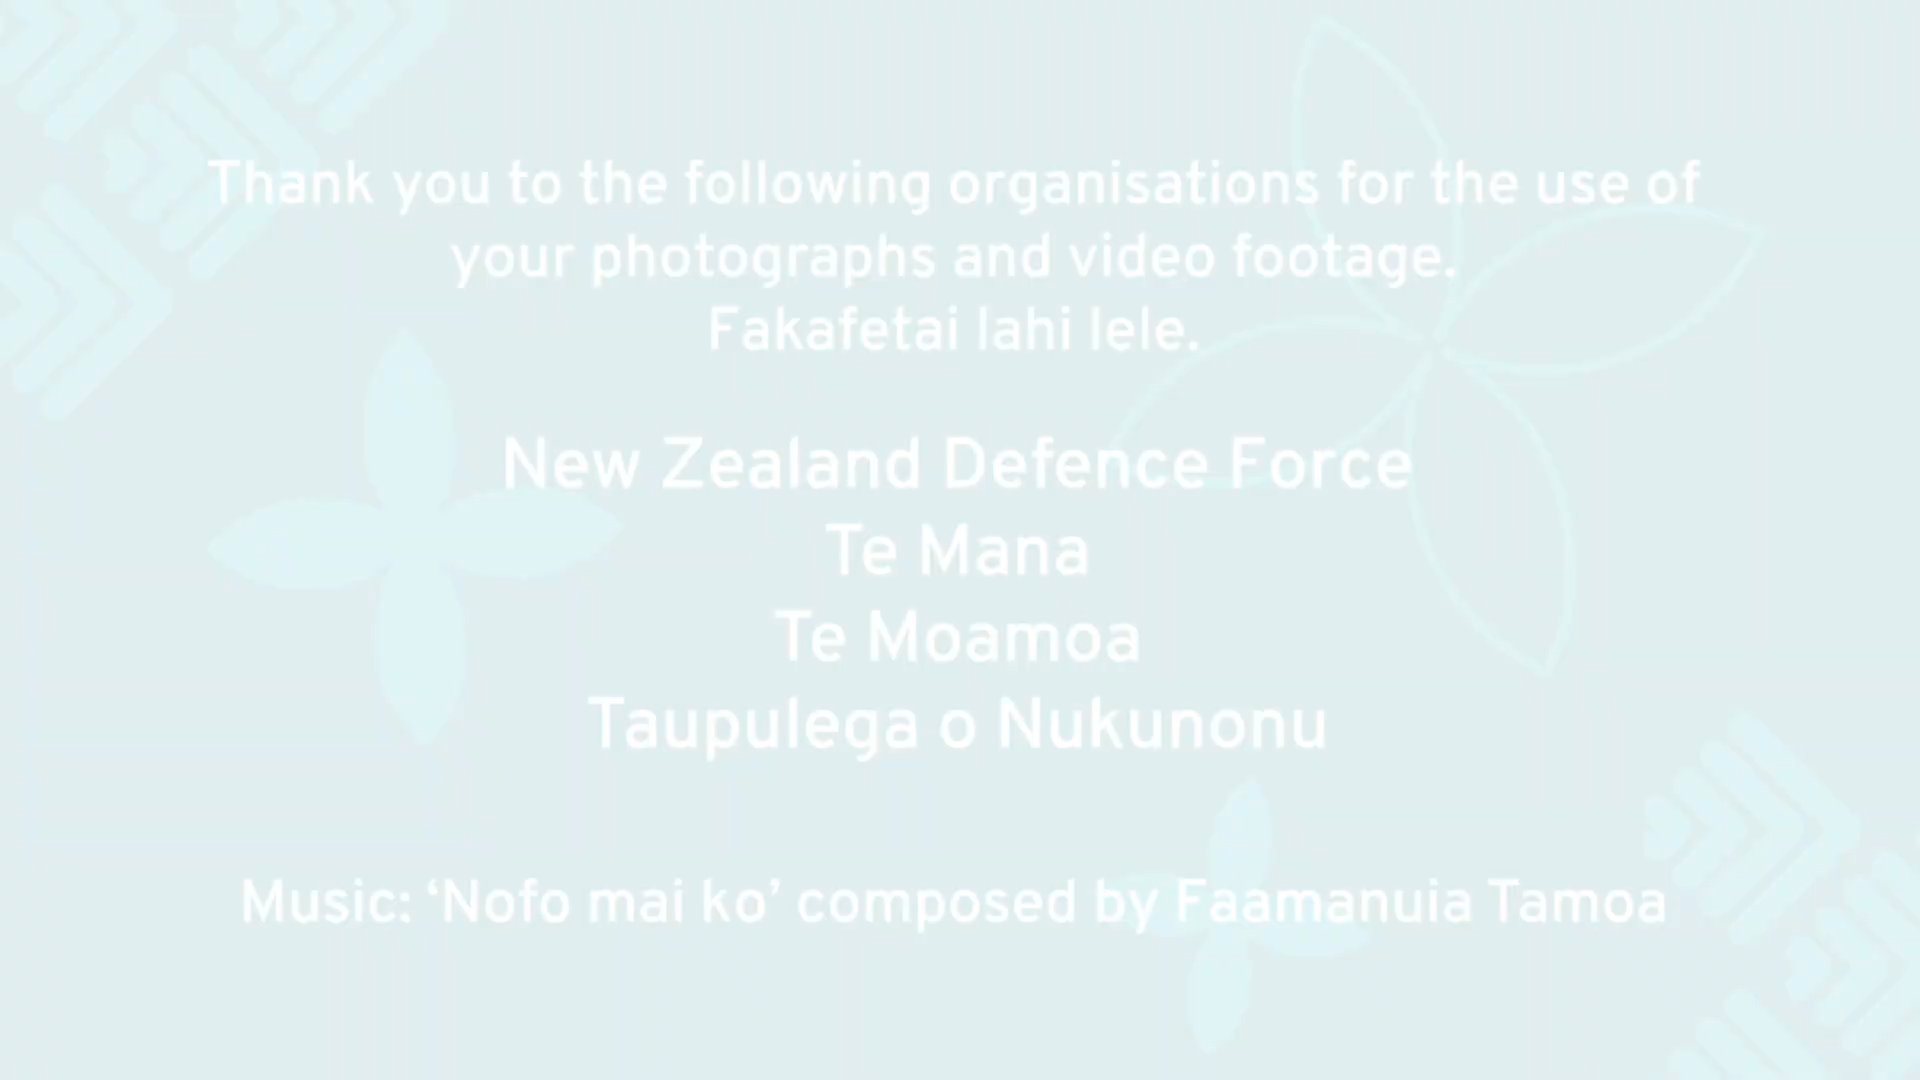 Thank you to the following organisations for the use of
your photographs and video footage.
Fakafetai lahi lele.
New Zealand Defence Force
Te Mana
Te Moamoa
Taupulega o Nukunonu
Music: ‘Nofo mai ko’ composed by Faamanuia Tamoa